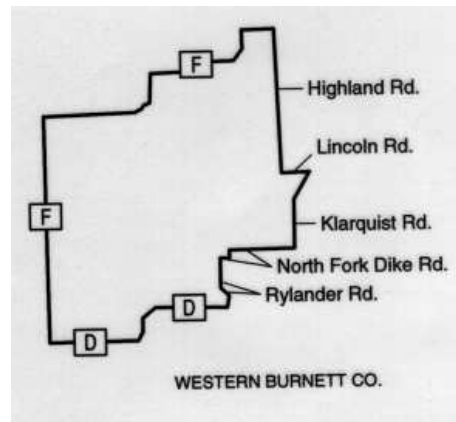 F
Highland Rd.
Lincoln Rd.
F
Klarquist Rd.
North Fork Dike Rd.
Rylander Rd.
D
D
WESTERN BURNETT CO.